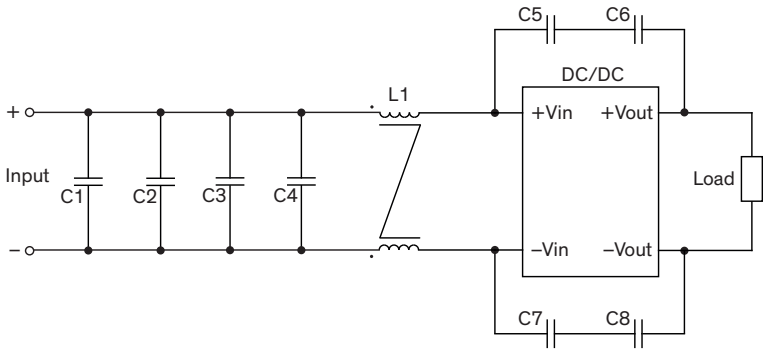 C5 C6
DC/DC
L1
+ +Vin +Vout
Input C1 C2 C3 C4 Load
– –Vin –Vout
C7 C8